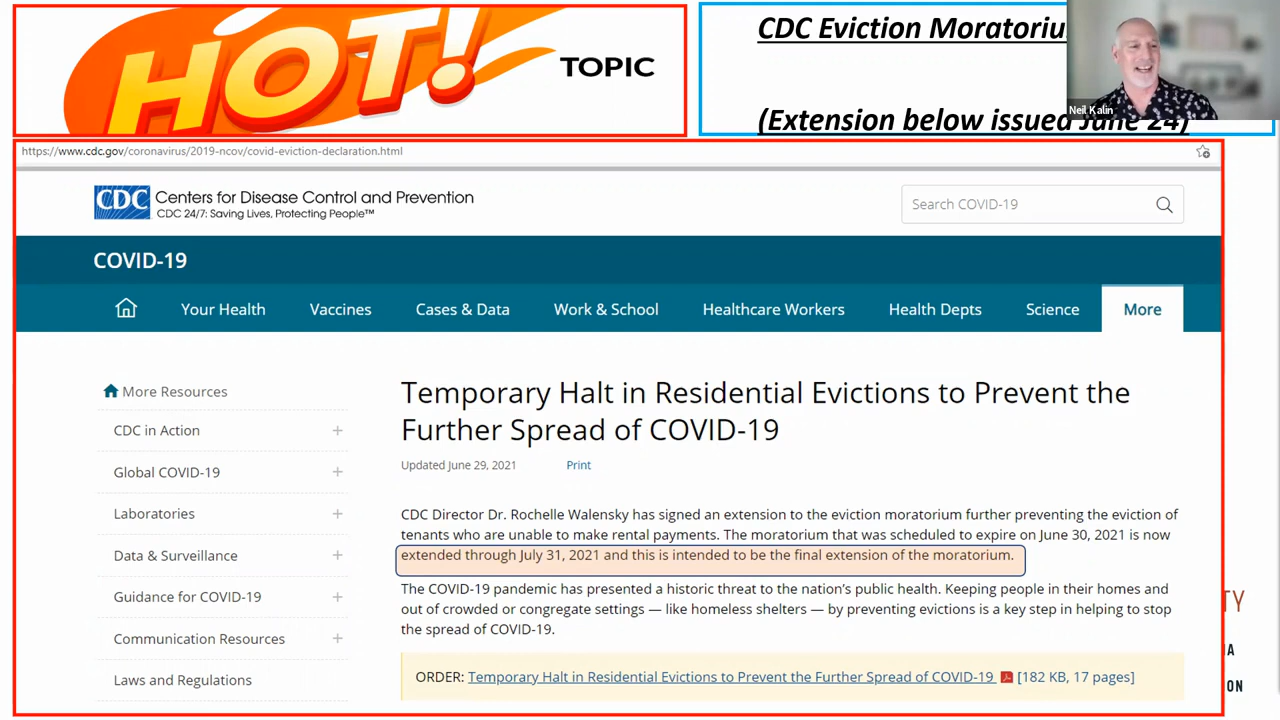 HOT!
TOPIC
CDC Eviction Moratoriu
(Extension below issued June 24)
Neil Kalin
https://www.cdc.gov/coronavirus/2019-ncov/covid-eviction-declaration.html
CDC
Centers for Disease Control and Prevention
CDC 24/7: Saving Lives, Protecting People™
Search COVID-19
COVID-19
Your Health
Vaccines
Cases & Data
Work & School
Healthcare Workers
Health Depts
Science
More
More Resources
CDC in Action
Global COVID-19
Laboratories
Data & Surveillance
Guidance for COVID-19
Communication Resources
Laws and Regulations
Temporary Halt in Residential Evictions to Prevent the
Further Spread of COVID-19
Updated June 29, 2021
Print
CDC Director Dr. Rochelle Walensky has signed an extension to the eviction moratorium further preventing the eviction of
tenants who are unable to make rental payments. The moratorium that was scheduled to expire on June 30, 2021 is now
extended through July 31, 2021 and this is intended to be the final extension of the moratorium.
The COVID-19 pandemic has presented a historic threat to the nation's public health. Keeping people in their homes and
out of crowded or congregate settings — like homeless shelters — by preventing evictions is a key step in helping to stop
the spread of COVID-19.
ORDER: Temporary Halt in Residential Evictions to Prevent the Further Spread of COVID-19 [182 KB, 17 pages]
TY
A
ON